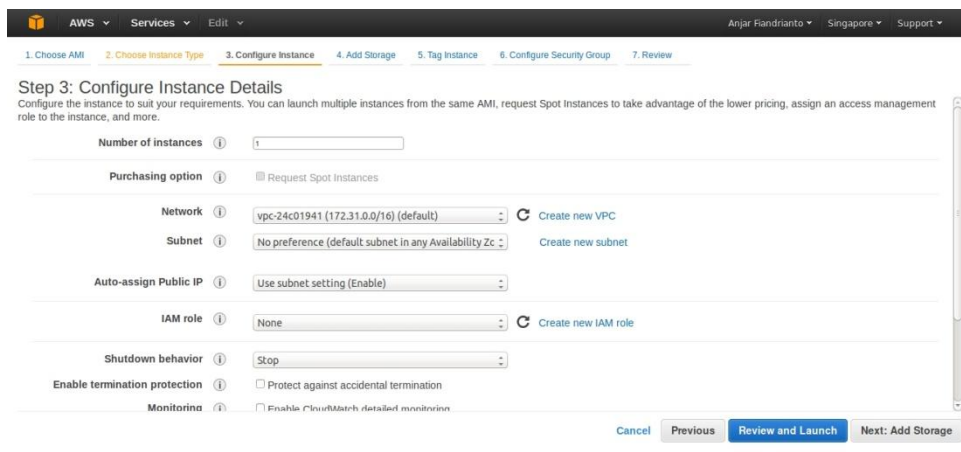 AWS Services Edit Anjar Fiandrianto Singapore Support
1. Choose AMI 2. Choose Instance Type 3. Configure Instance 4. Add Storage 5. Tag Instance 6. Configure Security Group 7. Review
Step 3: Configure Instance Details
Configure the instance to suit your requirements. You can launch multiple instances from the same AMI, request Spot Instances to take advantage of the lower pricing, assign an access management
role to the instance, and more.
Number of instances 1
Purchasing option Request Spot Instances
Network vpc-24c01941 (172.31.0.0/16) (default) Create new VPC
Subnet No preference (default subnet in any Availability Zc Create new subnet
Auto-assign Public IP Use subnet setting (Enable)
IAM role None Create new IAM role
Shutdown behavior Stop
Enable termination protection Protect against accidental termination
Monitoring Enable CloudWatch detailed monitoring
Cancel Previous Review and Launch Next: Add Storage